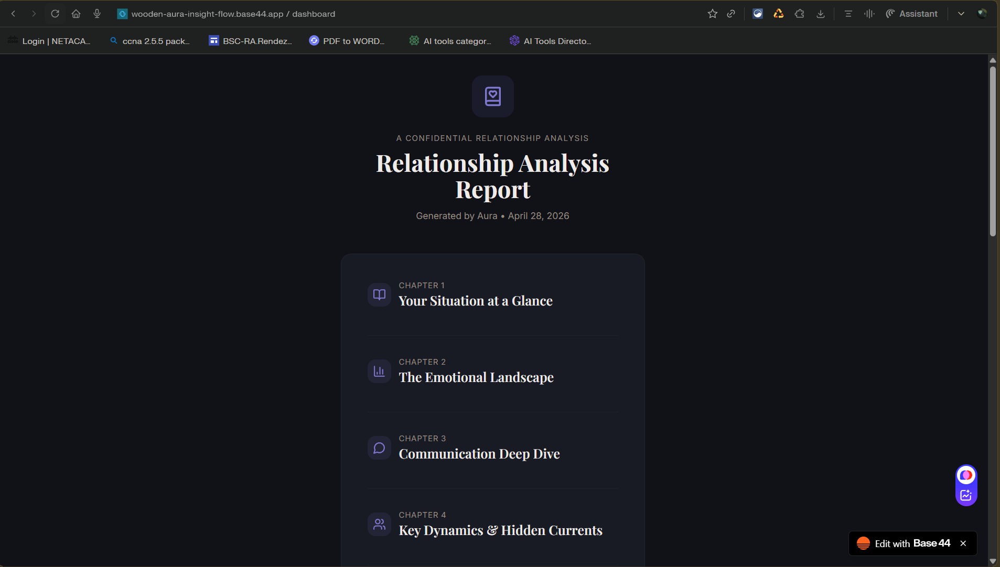 wooden-aura-insight-flow.base44.app / dashboard
Assistant
Login | NETACA...
ccna 2.5.5 pack...
BSC-RA.Rendez...
PDF to WORD...
AI tools categor...
AI Tools Directo...
A CONFIDENTIAL RELATIONSHIP ANALYSIS
Relationship Analysis
Report
Generated by Aura • April 28, 2026
CHAPTER 1
Your Situation at a Glance
CHAPTER 2
The Emotional Landscape
CHAPTER 3
Communication Deep Dive
CHAPTER 4
Key Dynamics & Hidden Currents
Edit with Base 44